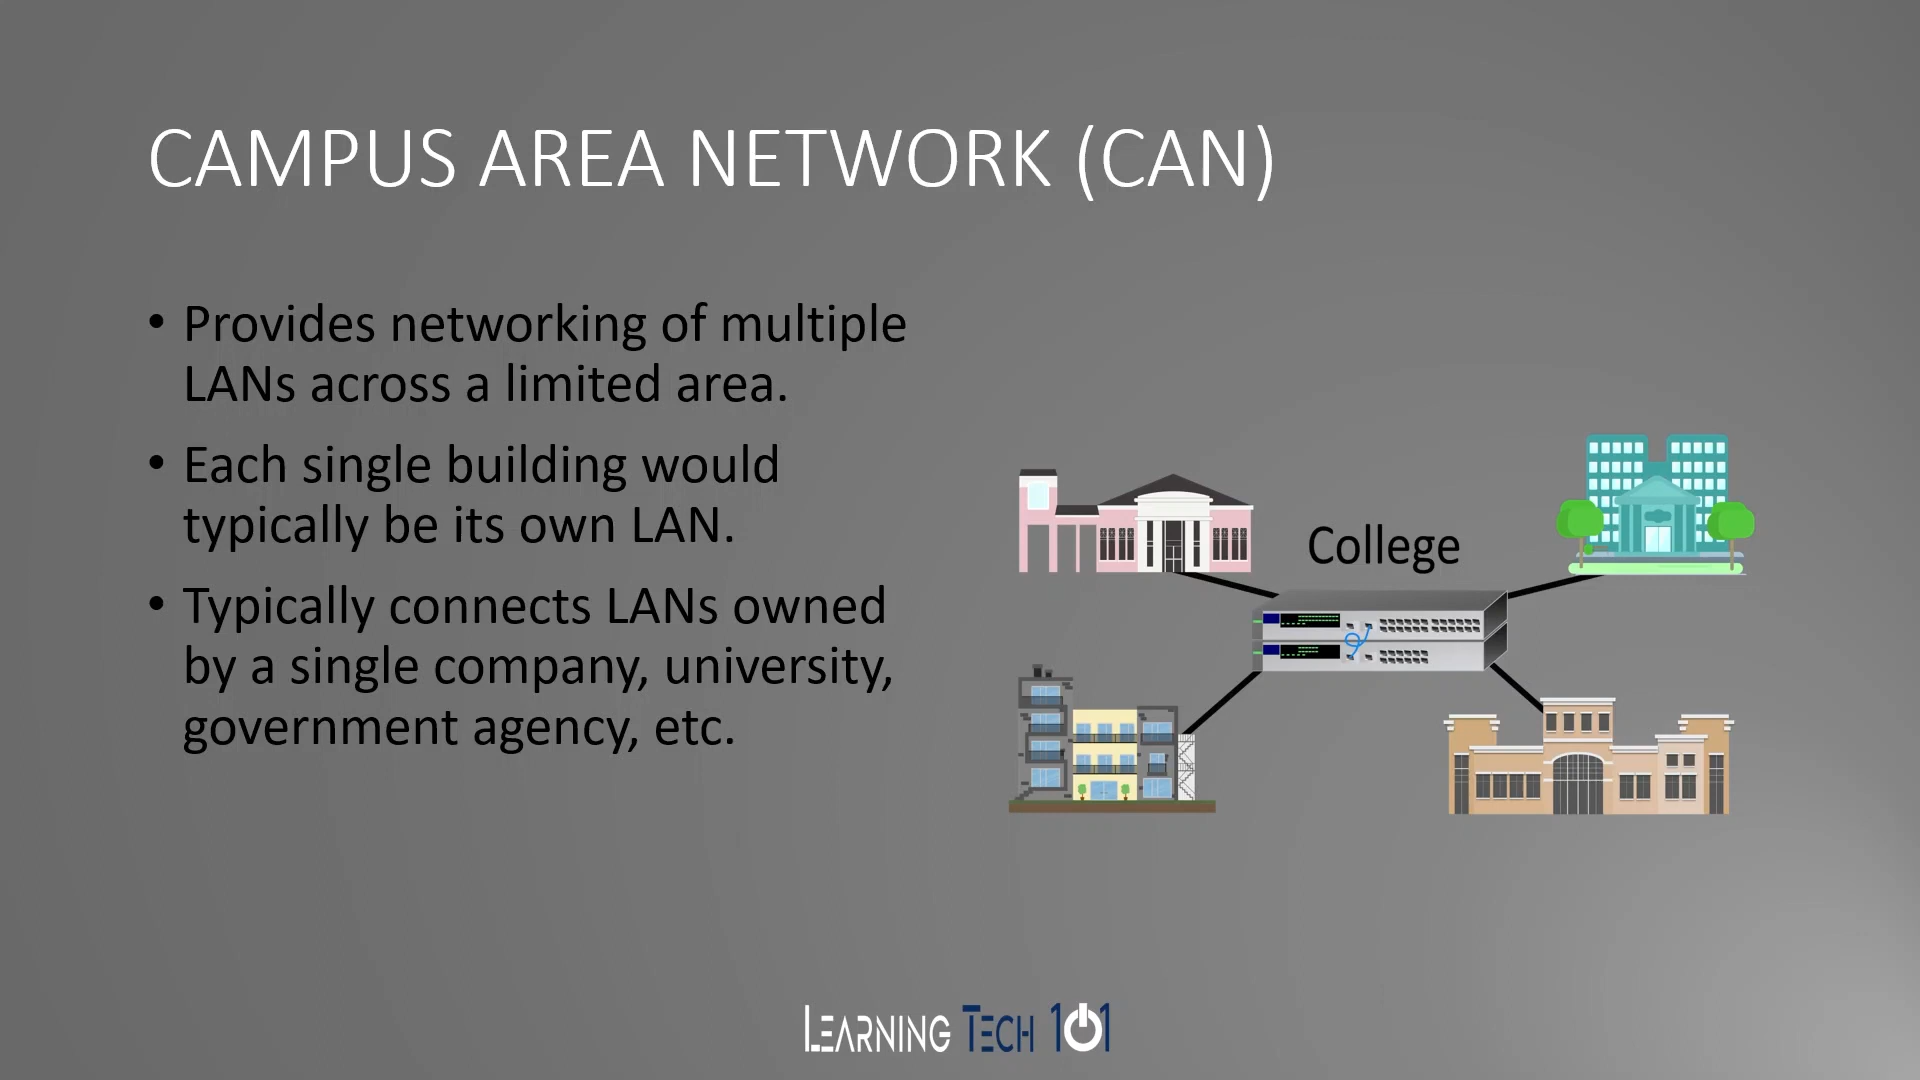 CAMPUS AREA NETWORK (CAN)
• Provides networking of multiple
LANs across a limited area.
• Each single building would
typically be its own LAN.
• Typically connects LANs owned
by a single company, university,
government agency, etc.
College
LEARNING TECH 101